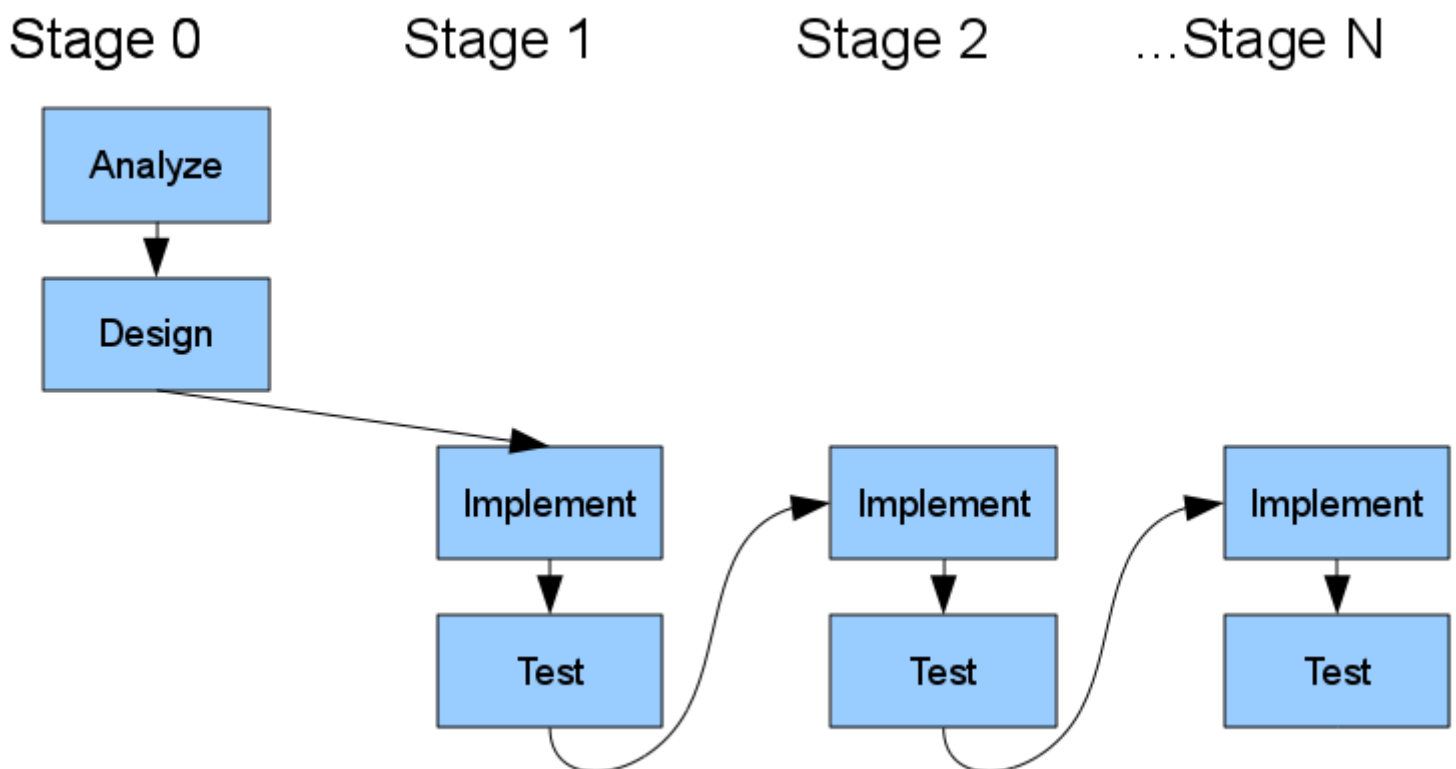 Stage 0
Stage 1
Stage 2
...Stage N
Analyze
Design
Implement
Implement
Implement
Test
Test
Test